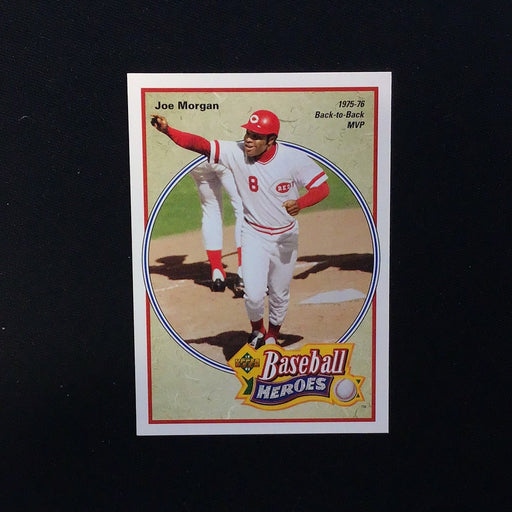 Joe Morgan
1975-76
Back-to-Back
MVP
8
REDS
Baseball
HEROES